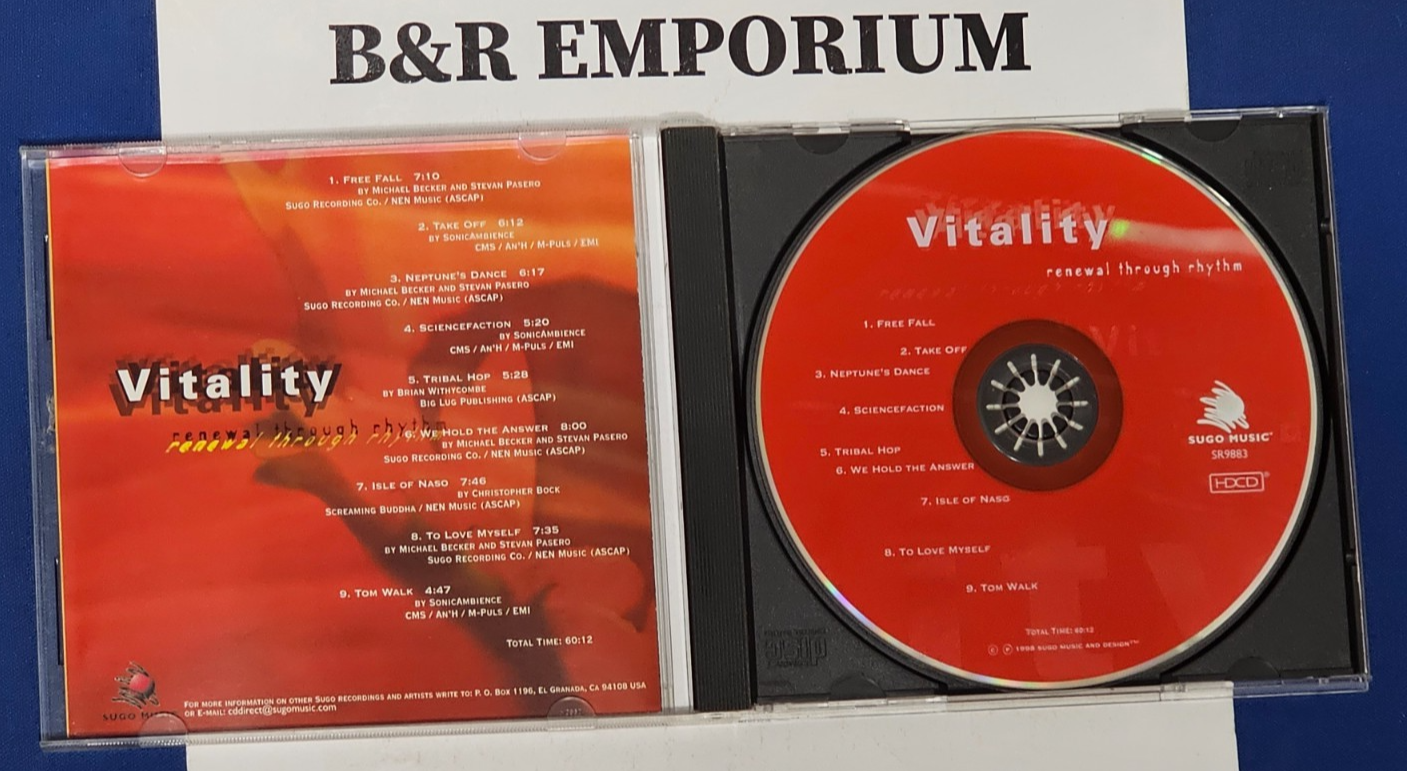 B&R EMPORIUM
1. FREE FALL 7:10
BY MICHAEL BECKER AND STEVAN PASERO
SUGO RECORDING CO. / NEN MUSIC (ASCAP)
2. TAKE OFF 6:12
BY SONICAMBIENCE
CMS / AN'H / M-PULS / EMI
3. NEPTUNE'S DANCE 6:17
BY MICHAEL BECKER AND STEVAN PASERO
SUGO RECORDING CO. / NEN MUSIC (ASCAP)
4. SCIENCEFACTION 5:20
BY SONICAMBIENCE
CMS / AN'H / M-PULS / EMI
Vitality
renewal through rhythm
5. TRIBAL HOP 5:28
BY BRIAN WITHYCOMBE
BIG LUG PUBLISHING (ASCAP)
6. WE HOLD THE ANSWER 8:00
BY MICHAEL BECKER AND STEVAN PASERO
SUGO RECORDING CO. / NEN MUSIC (ASCAP)
7. ISLE OF NASO 7:46
BY CHRISTOPHER BOCK
SCREAMING BUDDHA / NEN MUSIC (ASCAP)
8. TO LOVE MYSELF 7:35
BY MICHAEL BECKER AND STEVAN PASERO
SUGO RECORDING CO. / NEN MUSIC (ASCAP)
9. TOM WALK 4:47
BY SONICAMBIENCE
CMS / AN'H / M-PULS / EMI
TOTAL TIME: 60:12
SUGO MUSIC
FOR MORE INFORMATION ON OTHER SUGO RECORDINGS AND ARTISTS WRITE TO: P. O. BOX 1196, EL GRANADA, CA 94108 USA
OR E-MAIL: cddirect@sugomusic.com
Vitality
renewal through rhythm
1. FREE FALL
2. TAKE OFF
3. NEPTUNE'S DANCE
4. SCIENCEFACTION
5. TRIBAL HOP
6. WE HOLD THE ANSWER
7. ISLE OF NASO
8. TO LOVE MYSELF
9. TOM WALK
SUGO MUSIC
SR9883
HDCD®
TOTAL TIME: 60:12
© ℗ 1998 SUGO MUSIC AND DESIGN™